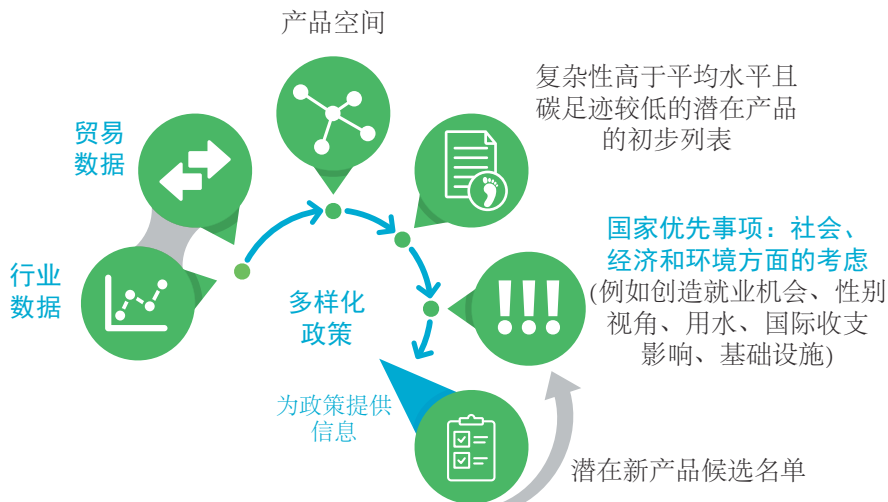 产品空间
复杂性高于平均水平且
碳足迹较低的潜在产品
的初步列表
贸易
数据
行业
数据
国家优先事项：社会、
经济和环境方面的考虑
(例如创造就业机会、性别
视角、用水、国际收支
影响、基础设施)
多样化
政策
为政策提供
信息
潜在新产品候选名单